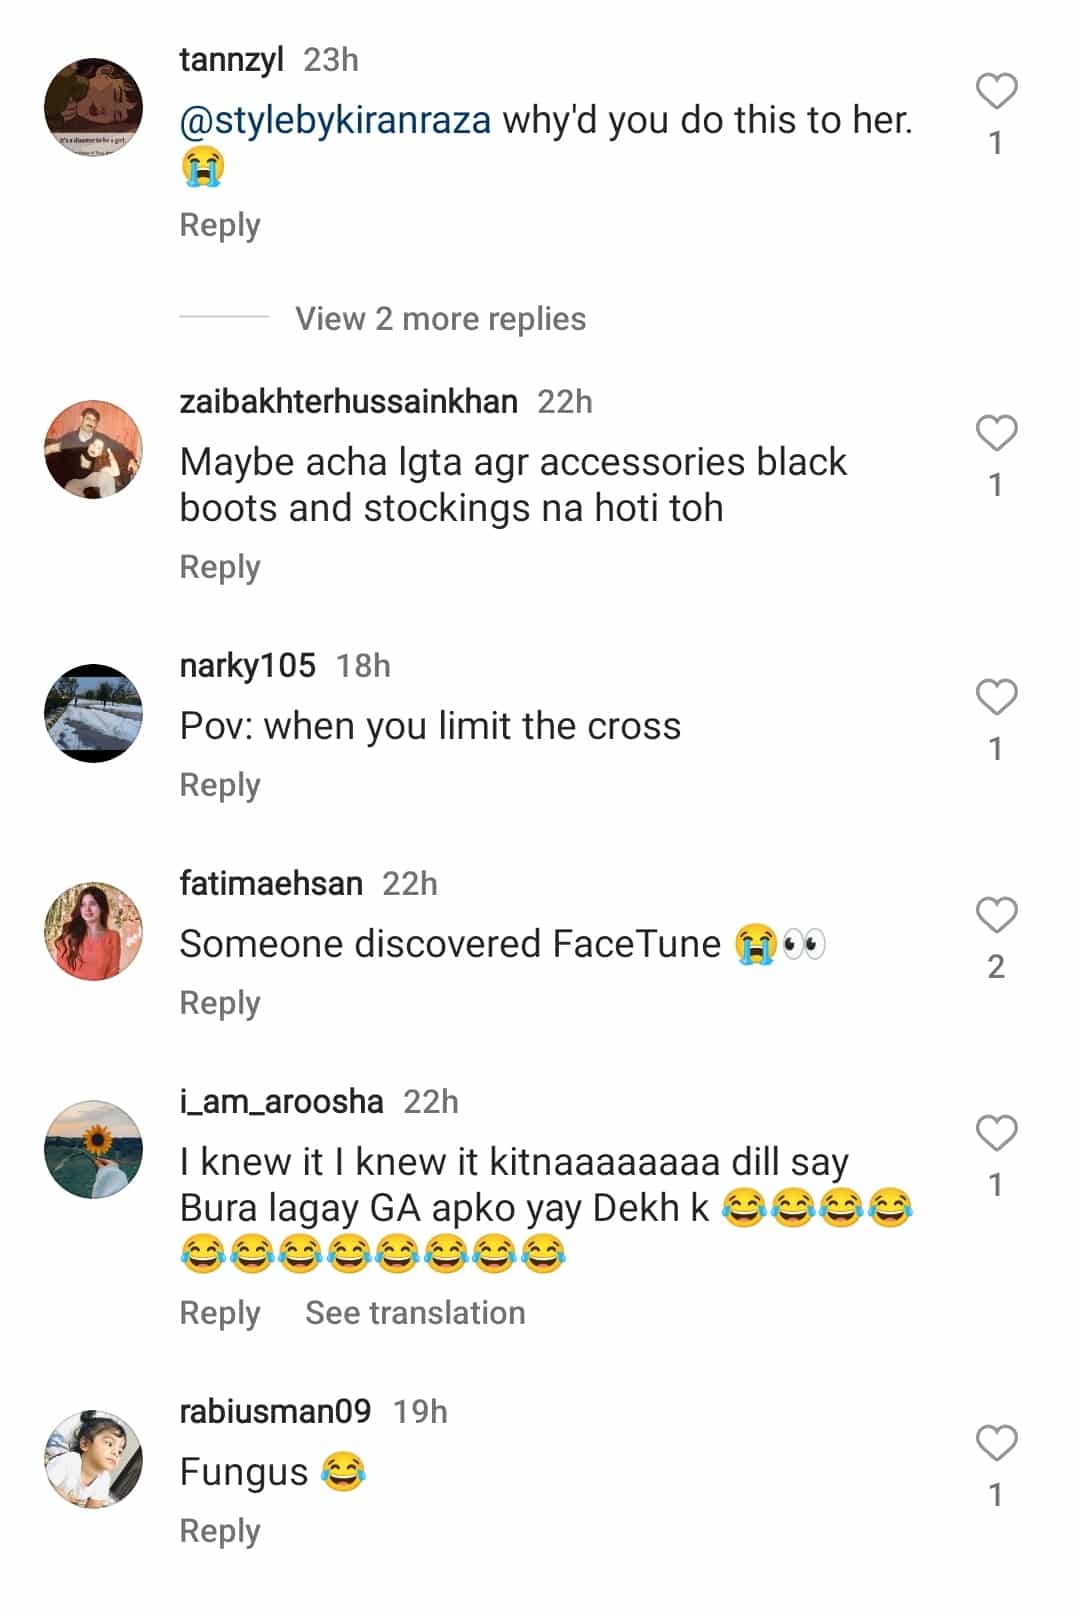 tannzyl 23h
@stylebykiranraza why'd you do this to her.
😭
1
Reply
View 2 more replies
zaibakhterhussainkhan 22h
Maybe acha lgta agr accessories black
boots and stockings na hoti toh
1
Reply
narky105 18h
Pov: when you limit the cross
1
Reply
fatimaehsan 22h
Someone discovered FaceTune 😭👀
2
Reply
i_am_aroosha 22h
I knew it I knew it kitnaaaaaaaa dill say
Bura lagay GA apko yay Dekh k 😂😂😂😂
😂😂😂😂😂😂😂😂
1
Reply See translation
rabiusman09 19h
Fungus 😂
1
Reply